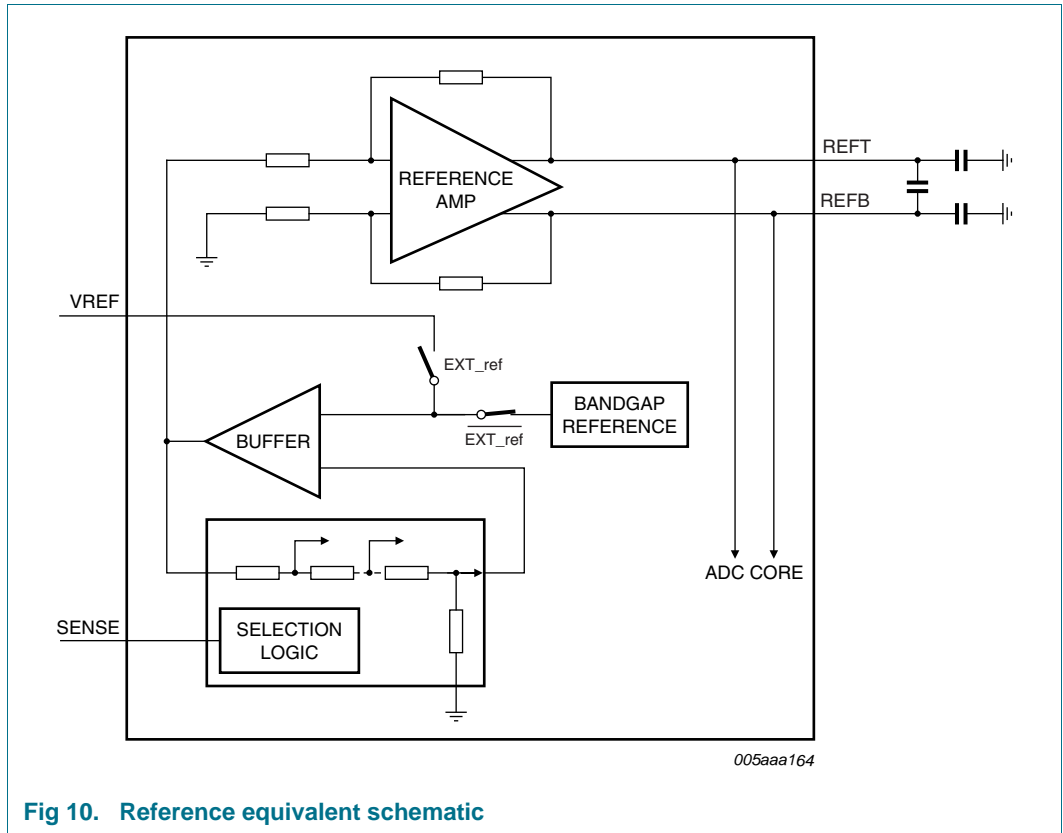 REFERENCE
AMP
REFT
REFB
VREF
EXT_ref
BUFFER
EXT_ref
BANDGAP
REFERENCE
ADC CORE
SENSE
SELECTION
LOGIC
005aaa164
Fig 10. Reference equivalent schematic